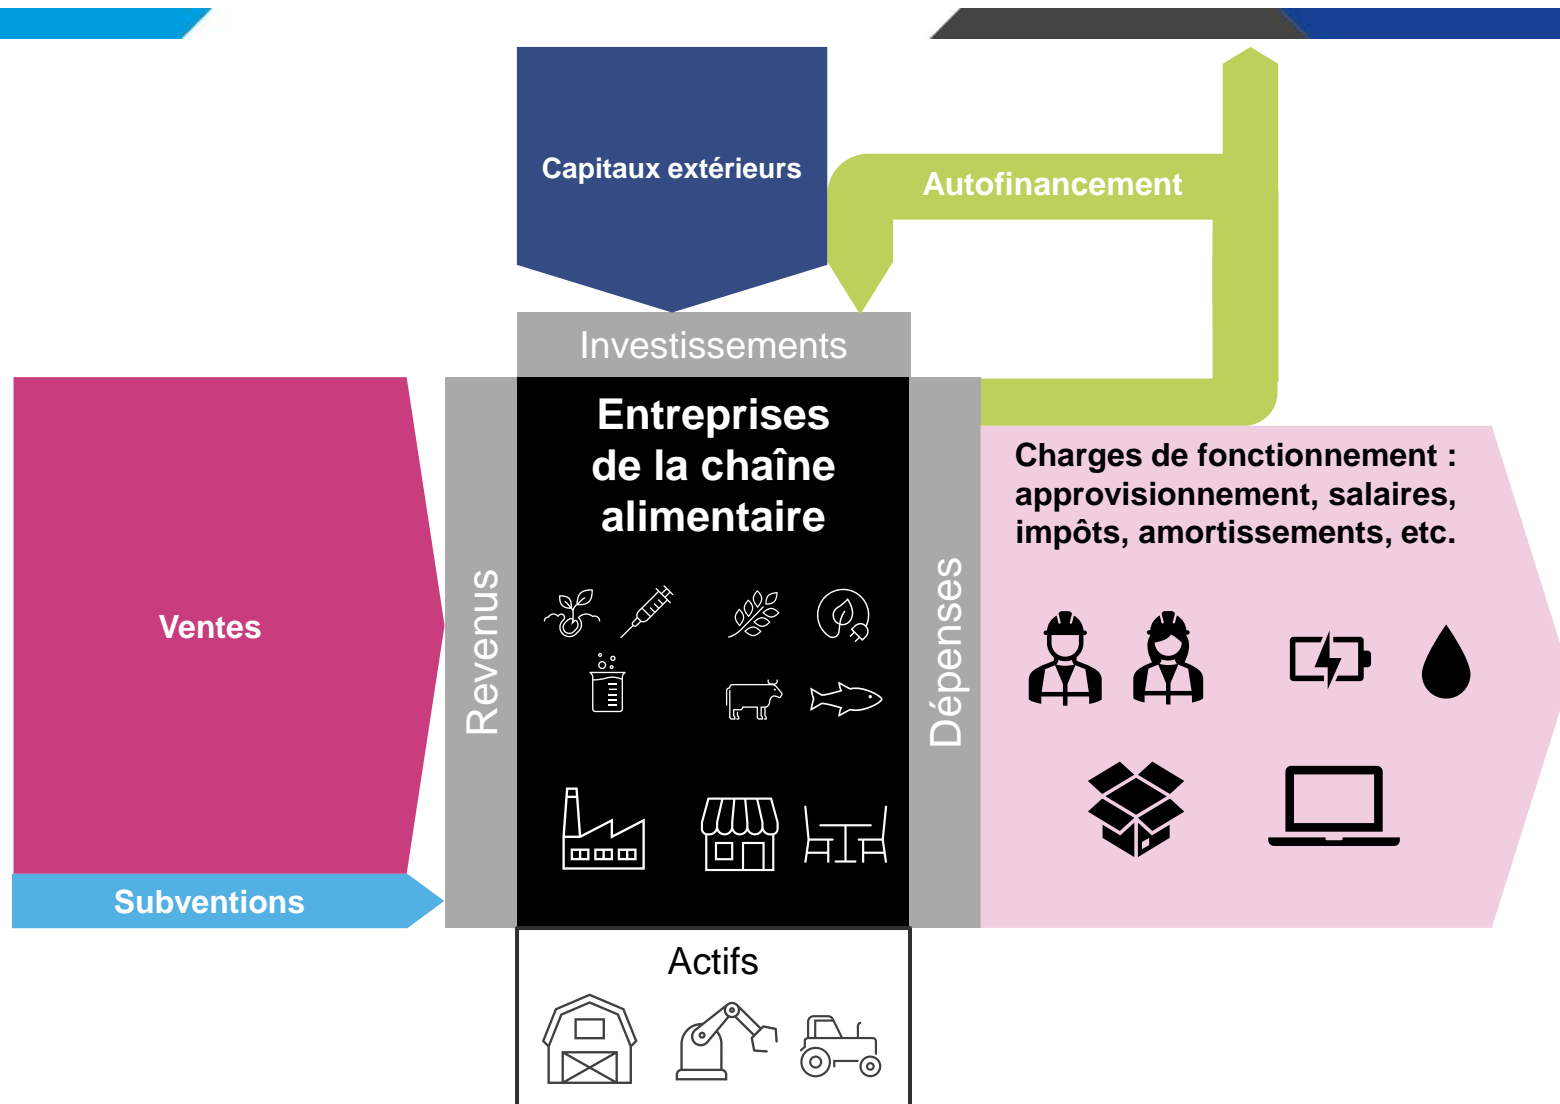 Capitaux extérieurs
Autofinancement
Investissements
Entreprises
de la chaîne
alimentaire
Ventes
Subventions
Revenus
Dépenses
Charges de fonctionnement :
approvisionnement, salaires,
impôts, amortissements, etc.
Actifs